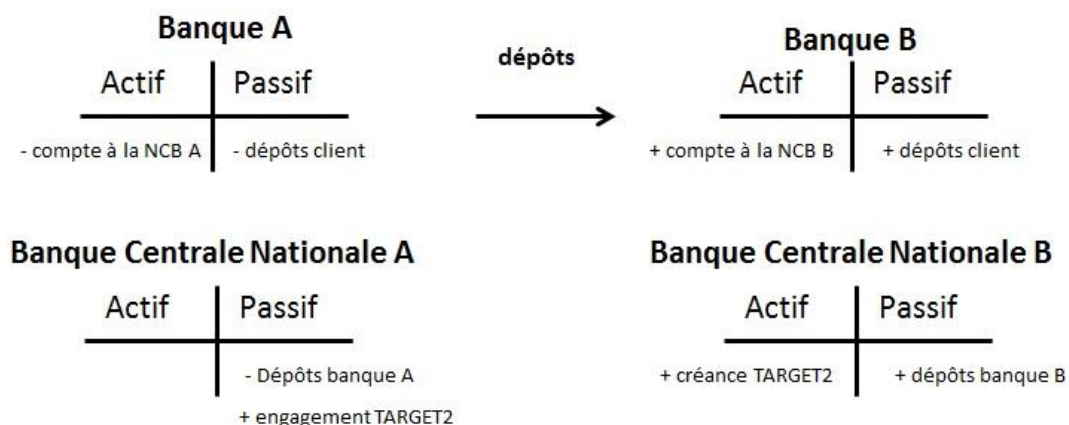 Banque A
Actif Passif
- compte à la NCB A - dépôts client
dépôts
Banque B
Actif Passif
+ compte à la NCB B + dépôts client
Banque Centrale Nationale A
Actif Passif
- Dépôts banque A
+ engagement TARGET2
Banque Centrale Nationale B
Actif Passif
+ créance TARGET2 + dépôts banque B